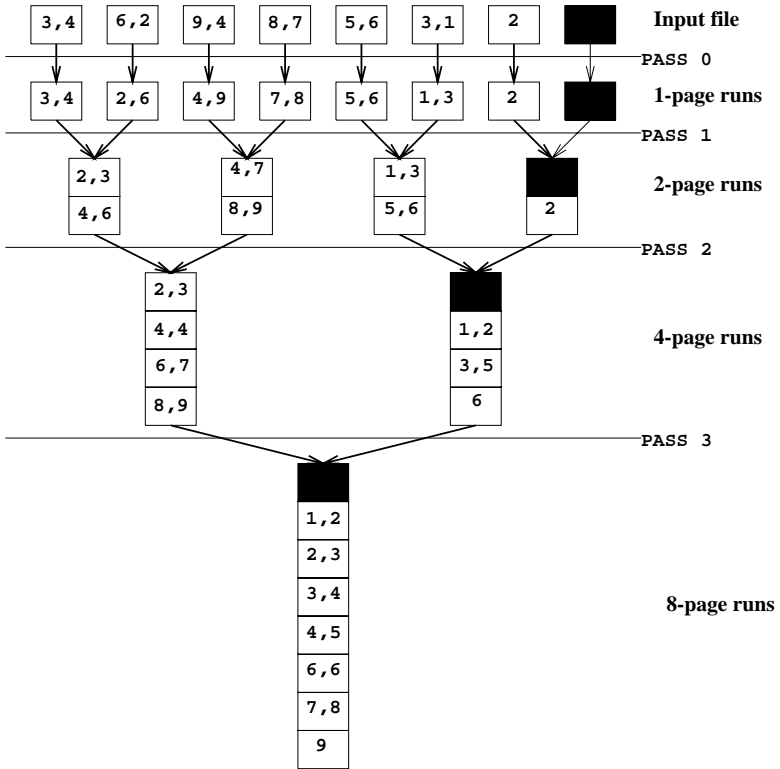 3,4 6,2 9,4 8,7 5,6 3,1 2 Input file
PASS 0
3,4 2,6 4,9 7,8 5,6 1,3 2 1-page runs
PASS 1
2,3 4,7 1,3
2-page runs
4,6 8,9 5,6 2
PASS 2
2,3
4,4 1,2
4-page runs
6,7 3,5
8,9 6
PASS 3
1,2
2,3
3,4
8-page runs
4,5
6,6
7,8
9